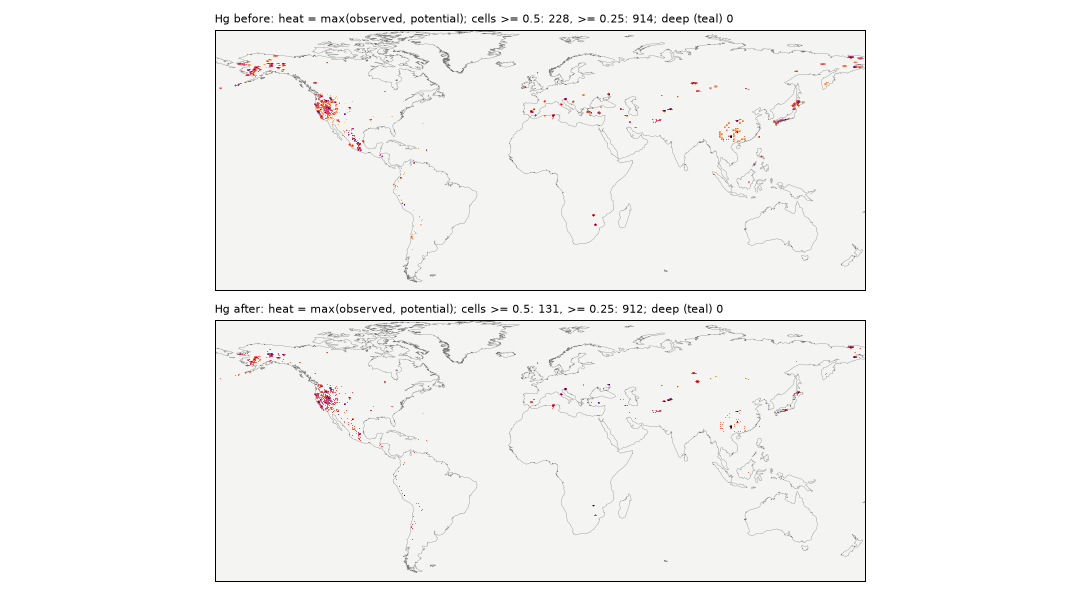 Hg before: heat = max(observed, potential); cells >= 0.5: 228, >= 0.25: 914; deep (teal) 0
Hg after: heat = max(observed, potential); cells >= 0.5: 131, >= 0.25: 912; deep (teal) 0